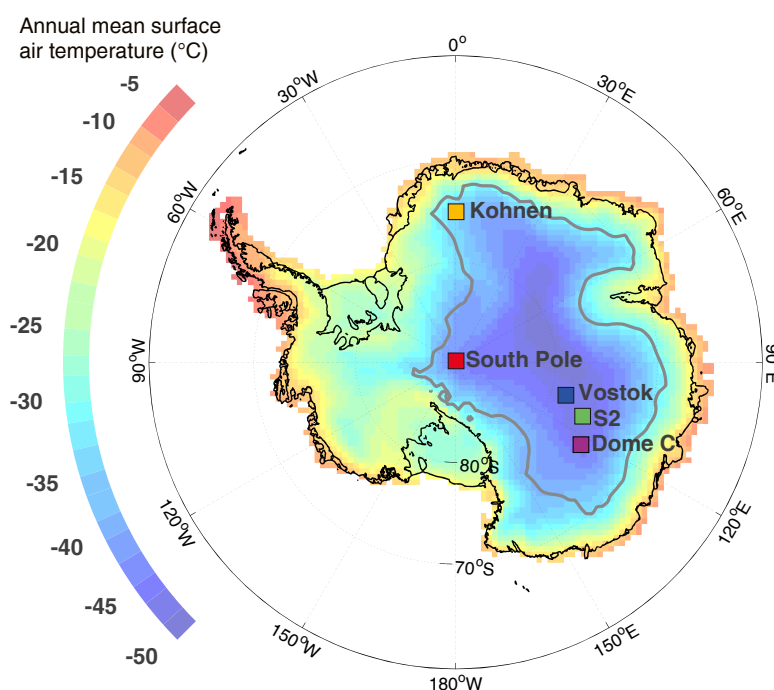 Annual mean surface
air temperature (°C)
-5
-10
-15
-20
-25
-30
-35
-40
-45
-50
0°
30°W
30°E
60°W
60°E
90°W
90°E
120°W
120°E
150°W
150°E
180°W
80°S
70°S
Kohnen
South Pole
Vostok
S2
Dome C